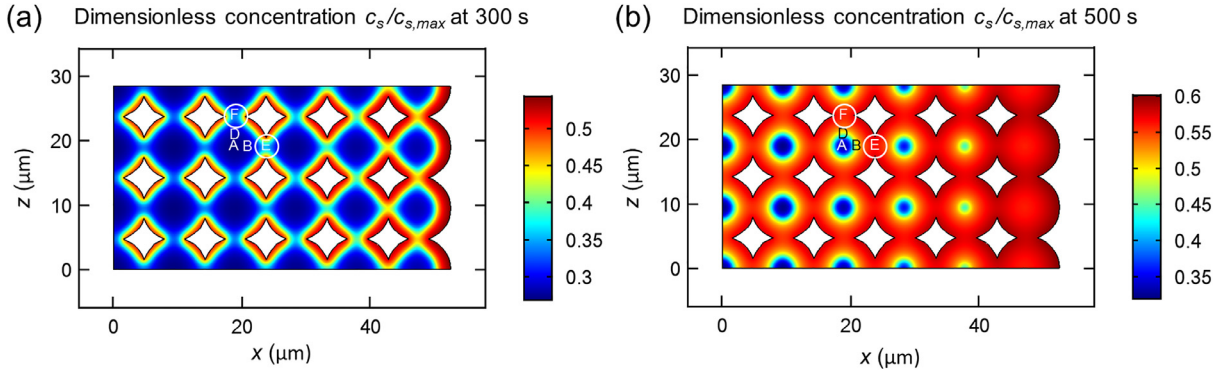 (a) Dimensionless concentration c_s/c_s,max at 300 s
z (μm)
30
20
10
0
F
D
A B E
0 20 40
x (μm)
0.5
0.45
0.4
0.35
0.3
(b) Dimensionless concentration c_s/c_s,max at 500 s
z (μm)
30
20
10
0
F
D
A B E
0 20 40
x (μm)
0.6
0.55
0.5
0.45
0.4
0.35